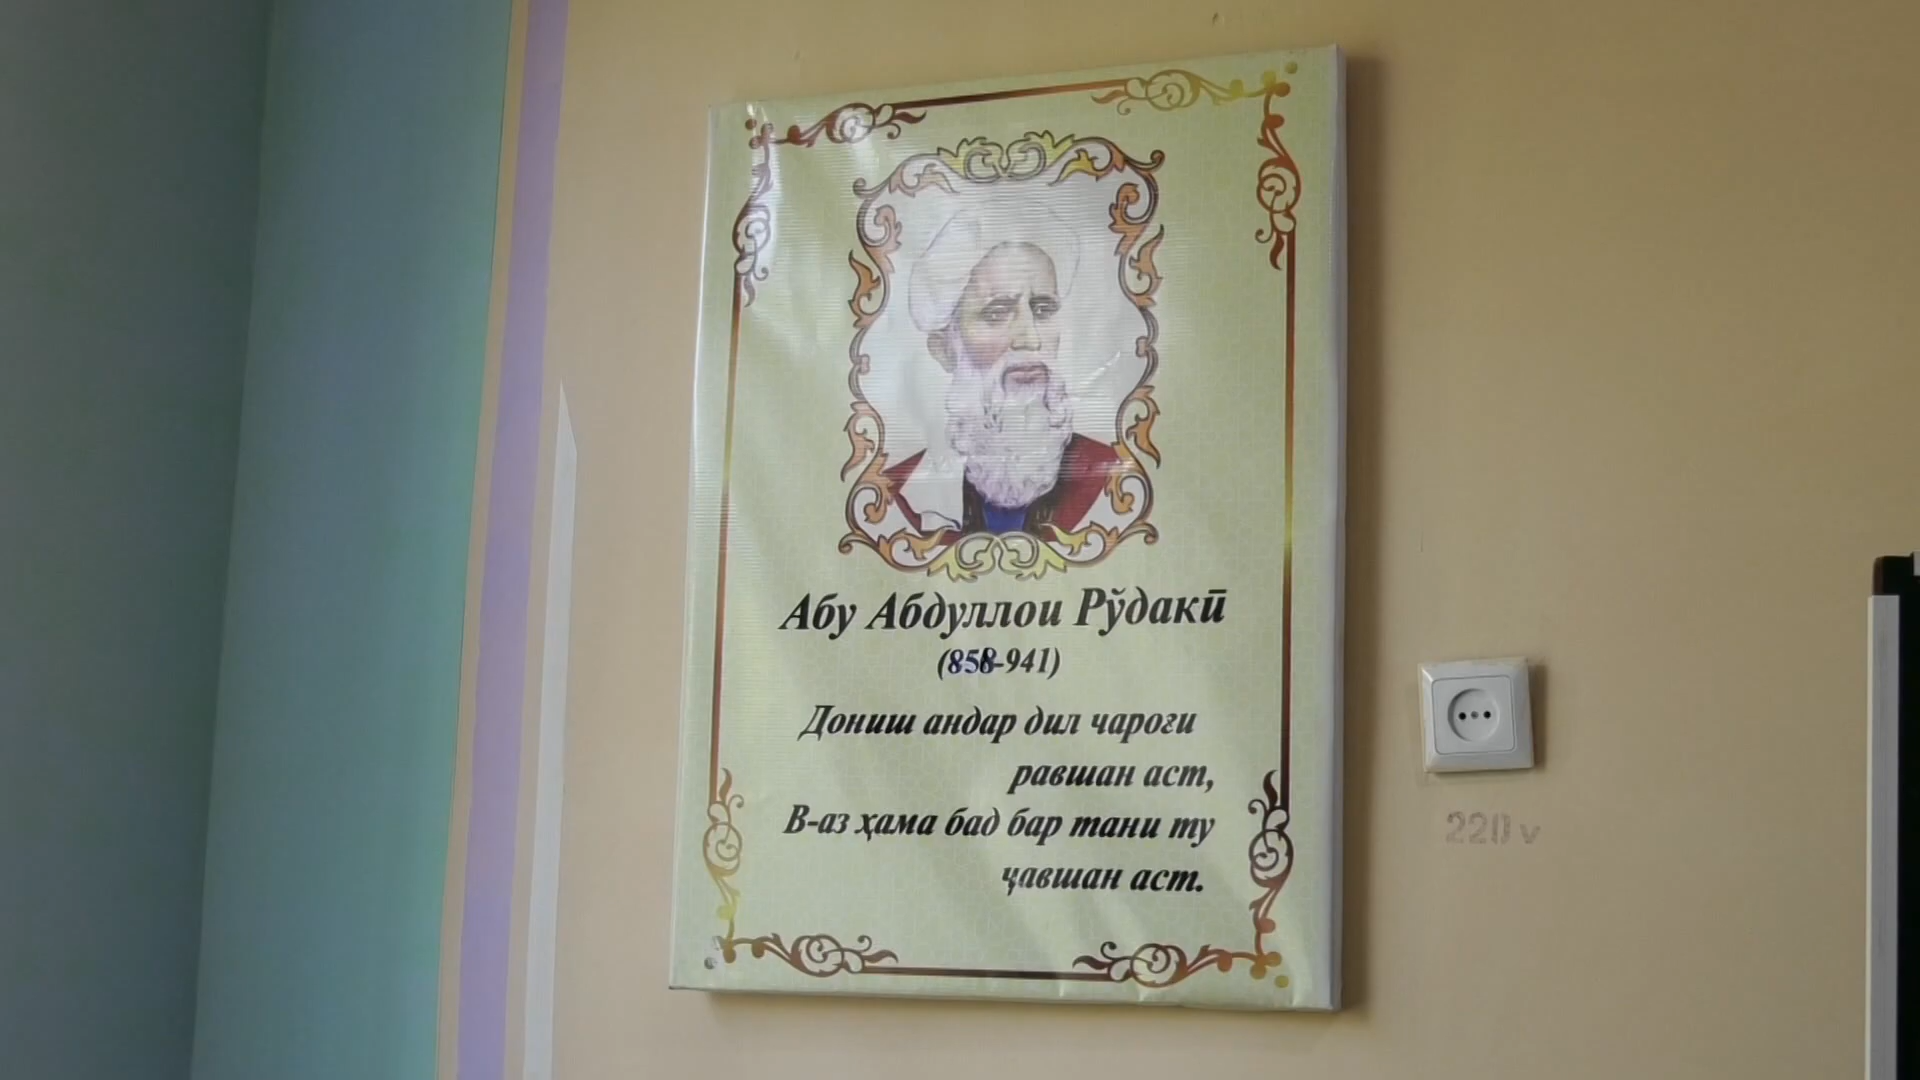 Абу Абдуллои Рӯдакӣ
(858-941)
Дониш андар дил чароғи
равшан аст,
В-аз ҳама бад бар тани ту
ҷавшан аст.
220 v